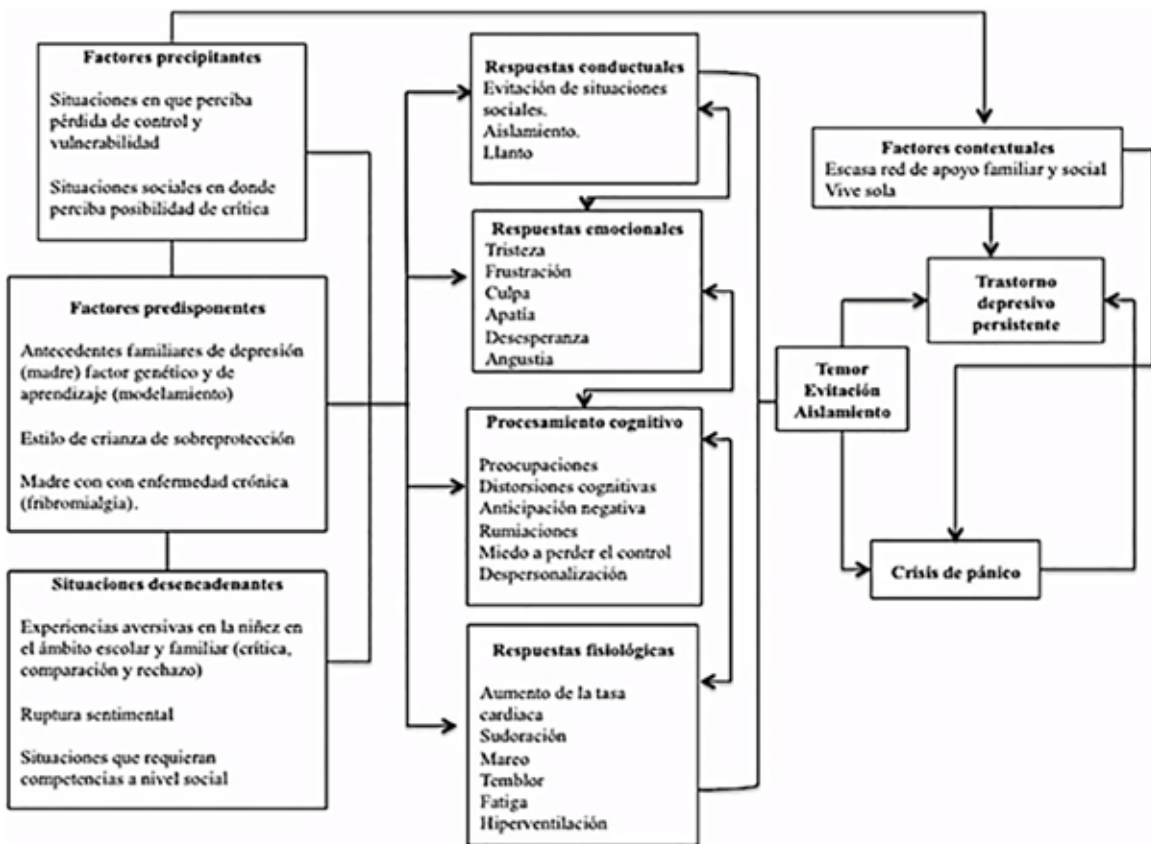 Factores precipitantes
Situaciones en que perciba
pérdida de control y
vulnerabilidad
Situaciones sociales en donde
perciba posibilidad de crítica
Factores predisponentes
Antecedentes familiares de depresión
(madre) factor genético y de
aprendizaje (modelamiento)
Estilo de crianza de sobreprotección
Madre con con enfermedad crónica
(fribromialgía).
Situaciones desencadenantes
Experiencias aversivas en la niñez en
el ámbito escolar y familiar (crítica,
comparación y rechazo)
Ruptura sentimental
Situaciones que requieran
competencias a nivel social
Respuestas conductuales
Evitación de situaciones
sociales.
Aislamiento.
Llanto
Respuestas emocionales
Tristeza
Frustración
Culpa
Apatía
Desesperanza
Angustia
Procesamiento cognitivo
Preocupaciones
Distorsiones cognitivas
Anticipación negativa
Rumiaciones
Miedo a perder el control
Despersonalización
Respuestas fisiológicas
Aumento de la tasa
cardiaca
Sudoración
Mareo
Temblor
Fatiga
Hiperventilación
Factores contextuales
Escasa red de apoyo familiar y social
Vive sola
Trastorno
depresivo
persistente
Temor
Evitación
Aislamiento
Crisis de pánico